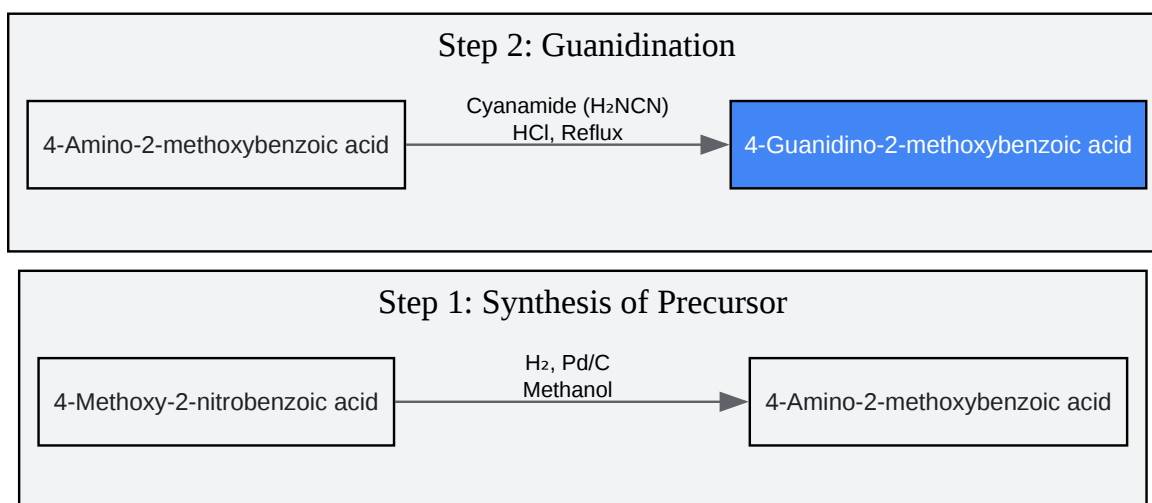 Step 2: Guanidination
4-Amino-2-methoxybenzoic acid
Cyanamide (H₂NCN)
HCl, Reflux
4-Guanidino-2-methoxybenzoic acid
Step 1: Synthesis of Precursor
4-Methoxy-2-nitrobenzoic acid
H₂, Pd/C
Methanol
4-Amino-2-methoxybenzoic acid